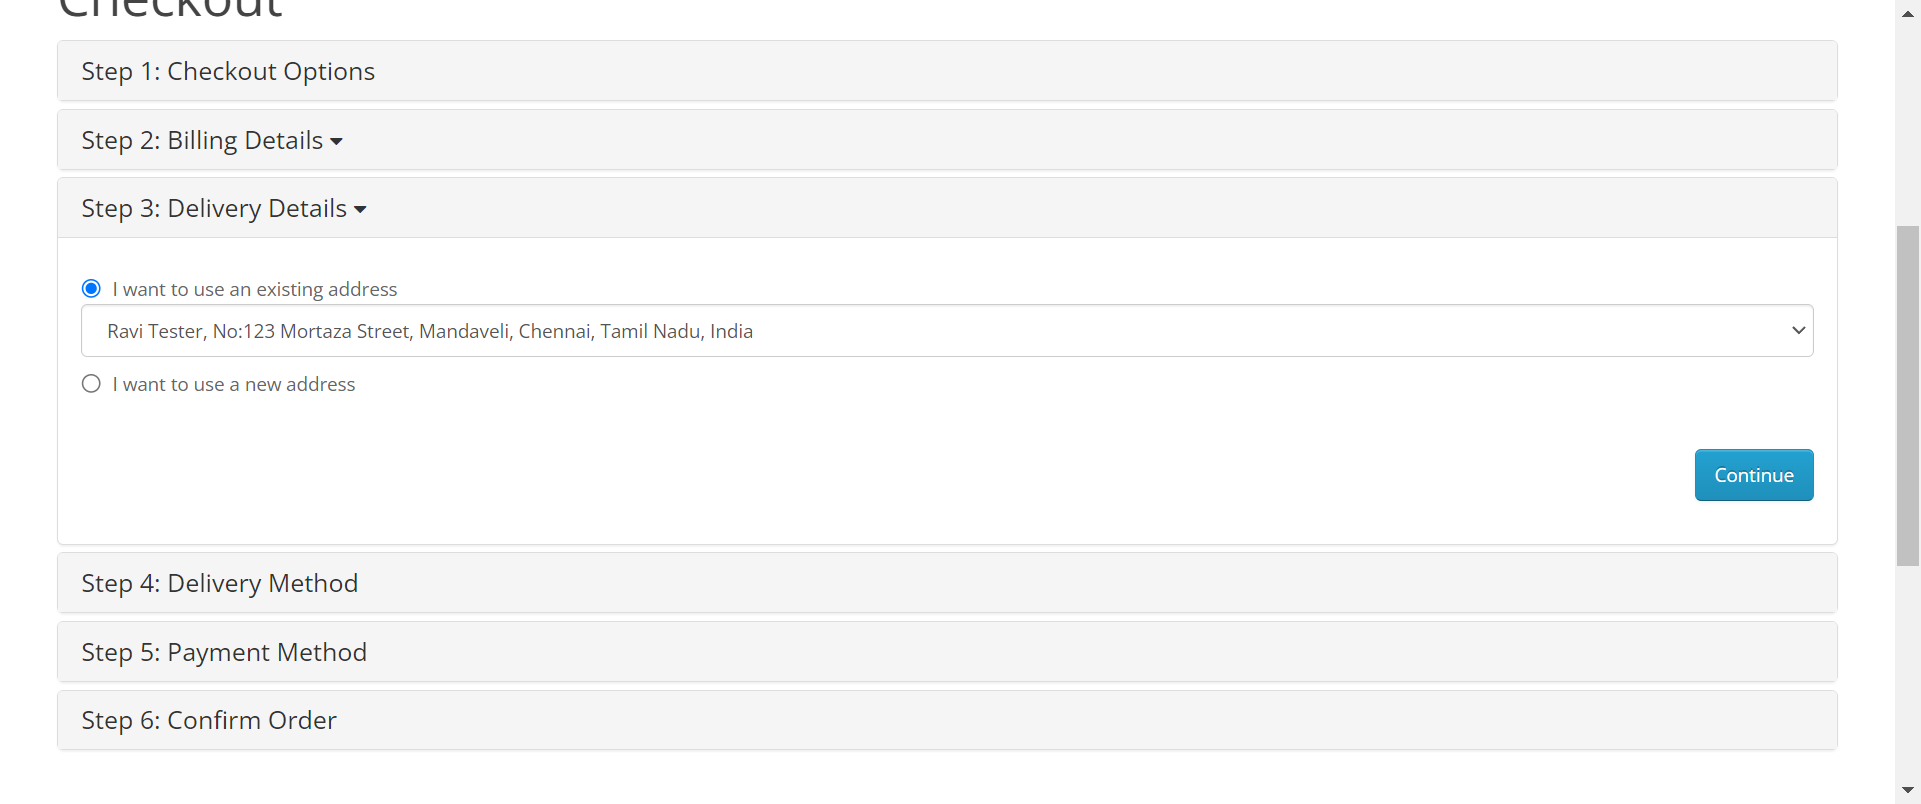 Checkout
Step 1: Checkout Options
Step 2: Billing Details
Step 3: Delivery Details
I want to use an existing address
Ravi Tester, No:123 Mortaza Street, Mandaveli, Chennai, Tamil Nadu, India
I want to use a new address
Continue
Step 4: Delivery Method
Step 5: Payment Method
Step 6: Confirm Order